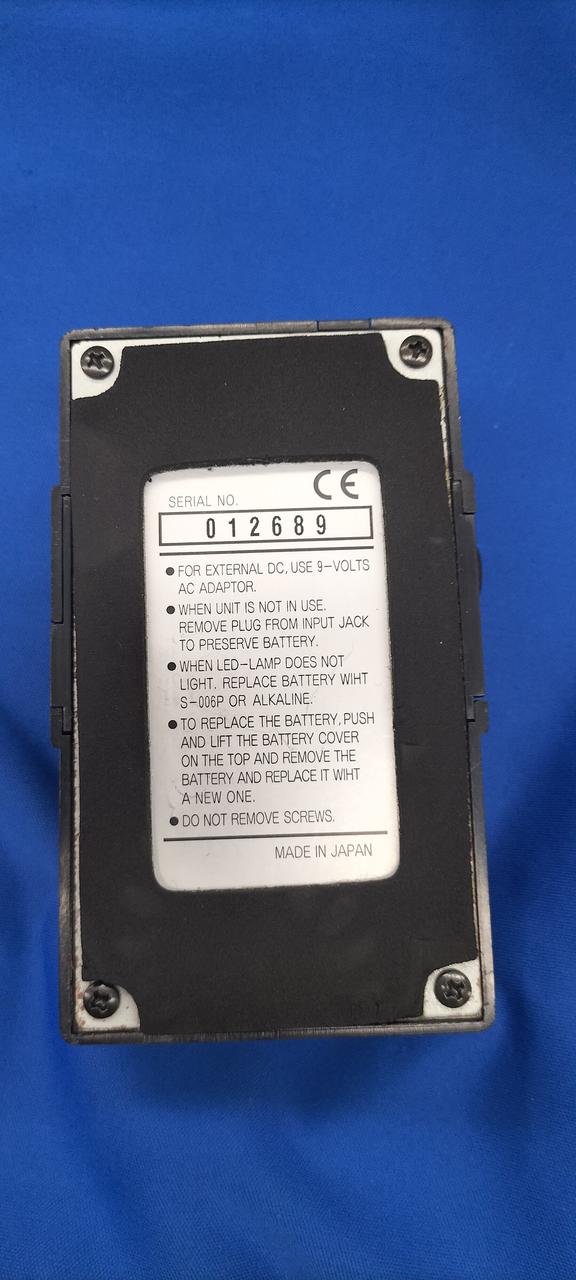 CE
SERIAL NO.
012689
● FOR EXTERNAL DC, USE 9-VOLTS
AC ADAPTOR.
● WHEN UNIT IS NOT IN USE.
REMOVE PLUG FROM INPUT JACK
TO PRESERVE BATTERY.
● WHEN LED-LAMP DOES NOT
LIGHT. REPLACE BATTERY WIHT
S-006P OR ALKALINE.
● TO REPLACE THE BATTERY, PUSH
AND LIFT THE BATTERY COVER
ON THE TOP AND REMOVE THE
BATTERY AND REPLACE IT WIHT
A NEW ONE.
● DO NOT REMOVE SCREWS.
MADE IN JAPAN